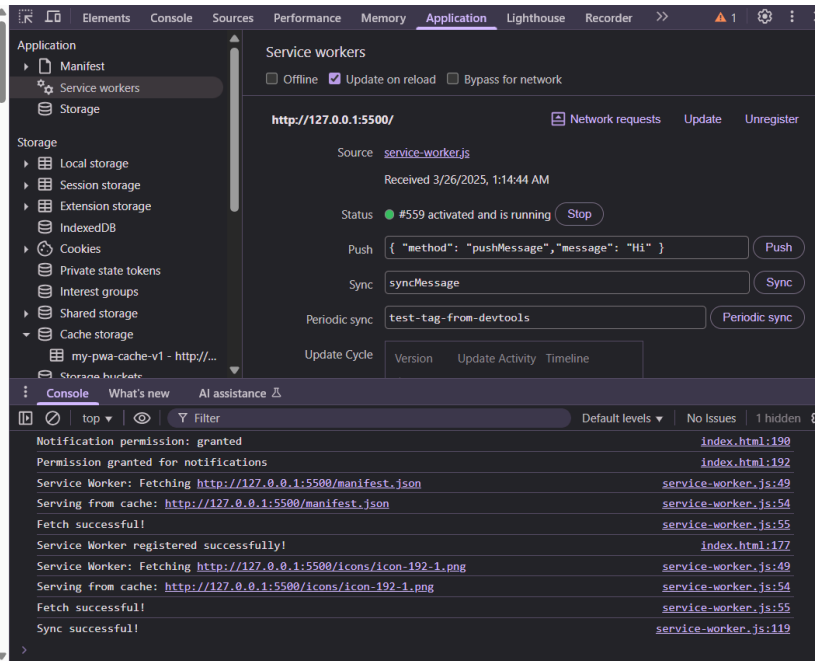 Elements Console Sources Performance Memory Application Lighthouse Recorder 1
Application
Manifest
Service workers
Storage
Storage
Local storage
Session storage
Extension storage
IndexedDB
Cookies
Private state tokens
Interest groups
Shared storage
Cache storage
my-pwa-cache-v1 - http://...
Storage buckets
Service workers
Offline Update on reload Bypass for network
http://127.0.0.1:5500/ Network requests Update Unregister
Source service-worker.js
Received 3/26/2025, 1:14:44 AM
Status #559 activated and is running Stop
Push { "method": "pushMessage","message": "Hi" } Push
Sync syncMessage Sync
Periodic sync test-tag-from-devtools Periodic sync
Update Cycle Version Update Activity Timeline
Console What's new AI assistance
top Filter Default levels No Issues 1 hidden
Notification permission: granted index.html:190
Permission granted for notifications index.html:192
Service Worker: Fetching http://127.0.0.1:5500/manifest.json service-worker.js:49
Serving from cache: http://127.0.0.1:5500/manifest.json service-worker.js:54
Fetch successful! service-worker.js:55
Service Worker registered successfully! index.html:177
Service Worker: Fetching http://127.0.0.1:5500/icons/icon-192-1.png service-worker.js:49
Serving from cache: http://127.0.0.1:5500/icons/icon-192-1.png service-worker.js:54
Fetch successful! service-worker.js:55
Sync successful! service-worker.js:119